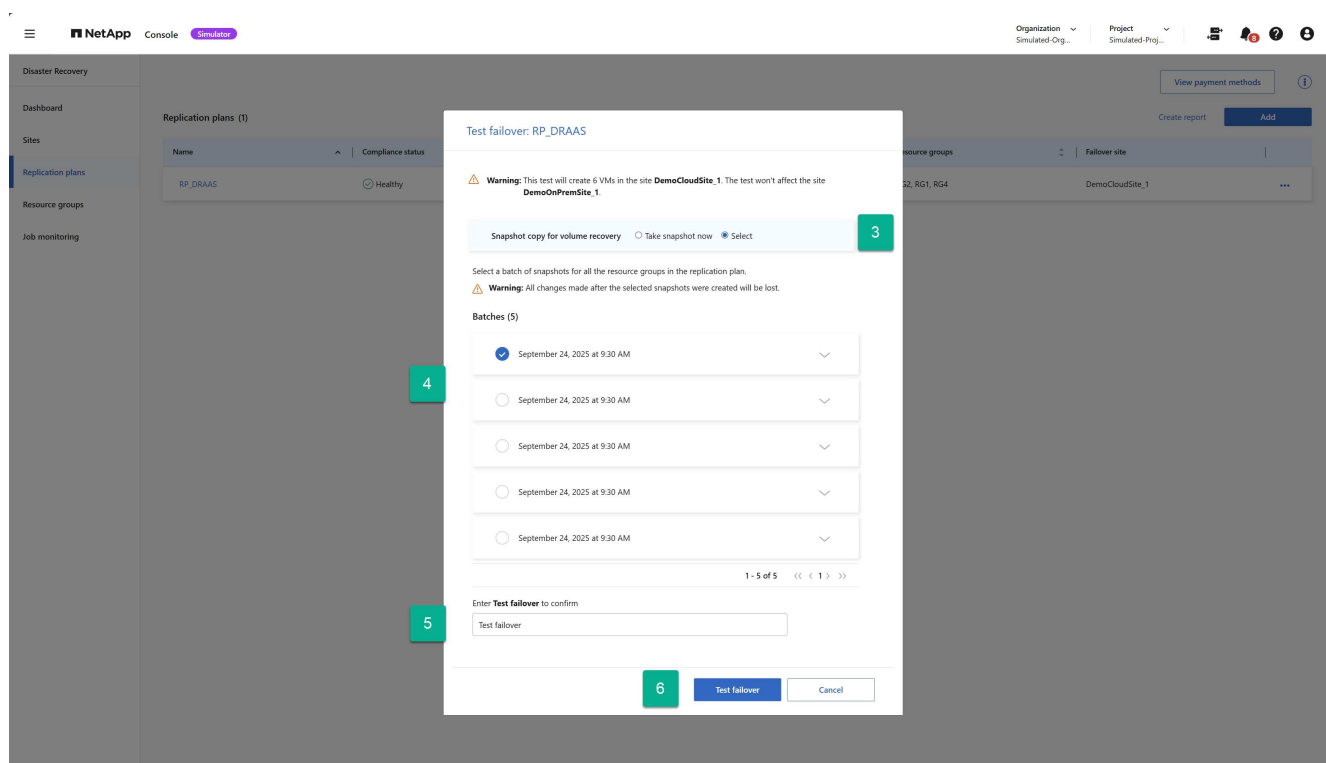 NetApp Console Simulator
Organization
Simulated-Org...
Project
Simulated-Proj...
8
Disaster Recovery
Dashboard
Sites
Replication plans
Resource groups
Job monitoring
View payment methods
Replication plans (1)
Create report
Add
Name
Compliance status
esource groups
Failover site
RP_DRAAS
Healthy
G2, RG1, RG4
DemoCloudSite_1
Test failover: RP_DRAAS
Warning: This test will create 6 VMs in the site DemoCloudSite_1. The test won't affect the site
DemoOnPremSite_1.
Snapshot copy for volume recovery Take snapshot now Select
3
Select a batch of snapshots for all the resource groups in the replication plan.
Warning: All changes made after the selected snapshots were created will be lost.
Batches (5)
September 24, 2025 at 9:30 AM
4
September 24, 2025 at 9:30 AM
September 24, 2025 at 9:30 AM
September 24, 2025 at 9:30 AM
September 24, 2025 at 9:30 AM
1 - 5 of 5 << < 1 > >>
Enter Test failover to confirm
5
Test failover
6
Test failover
Cancel